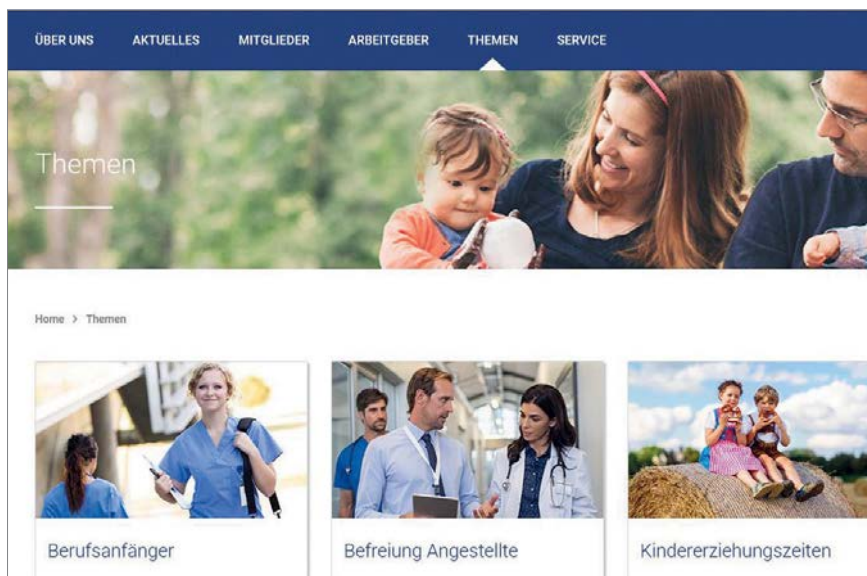 ÜBER UNS AKTUELLES MITGLIEDER ARBEITGEBER THEMEN SERVICE
Themen
Home > Themen
Berufsanfänger Befreiung Angestellte Kindererziehungszeiten